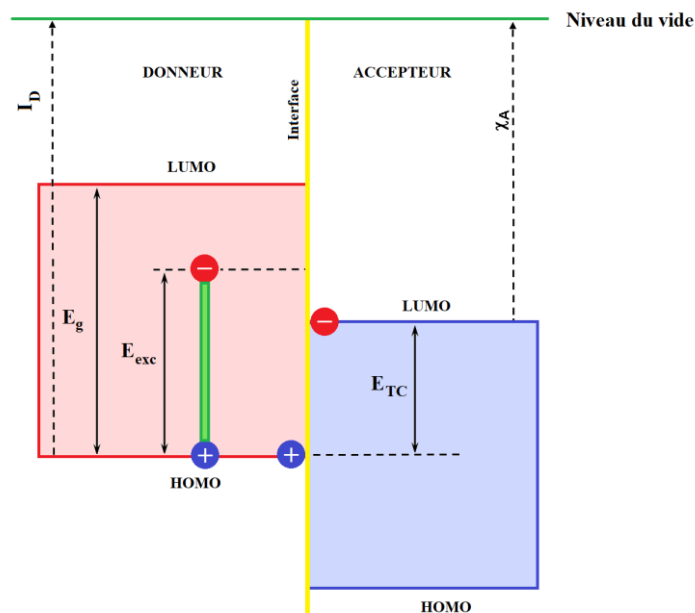 Niveau du vide
DONNEUR
ACCEPTEUR
I_D
Interface
χ_A
LUMO
E_g
E_exc
−
+
+
HOMO
LUMO
−
E_TC
HOMO